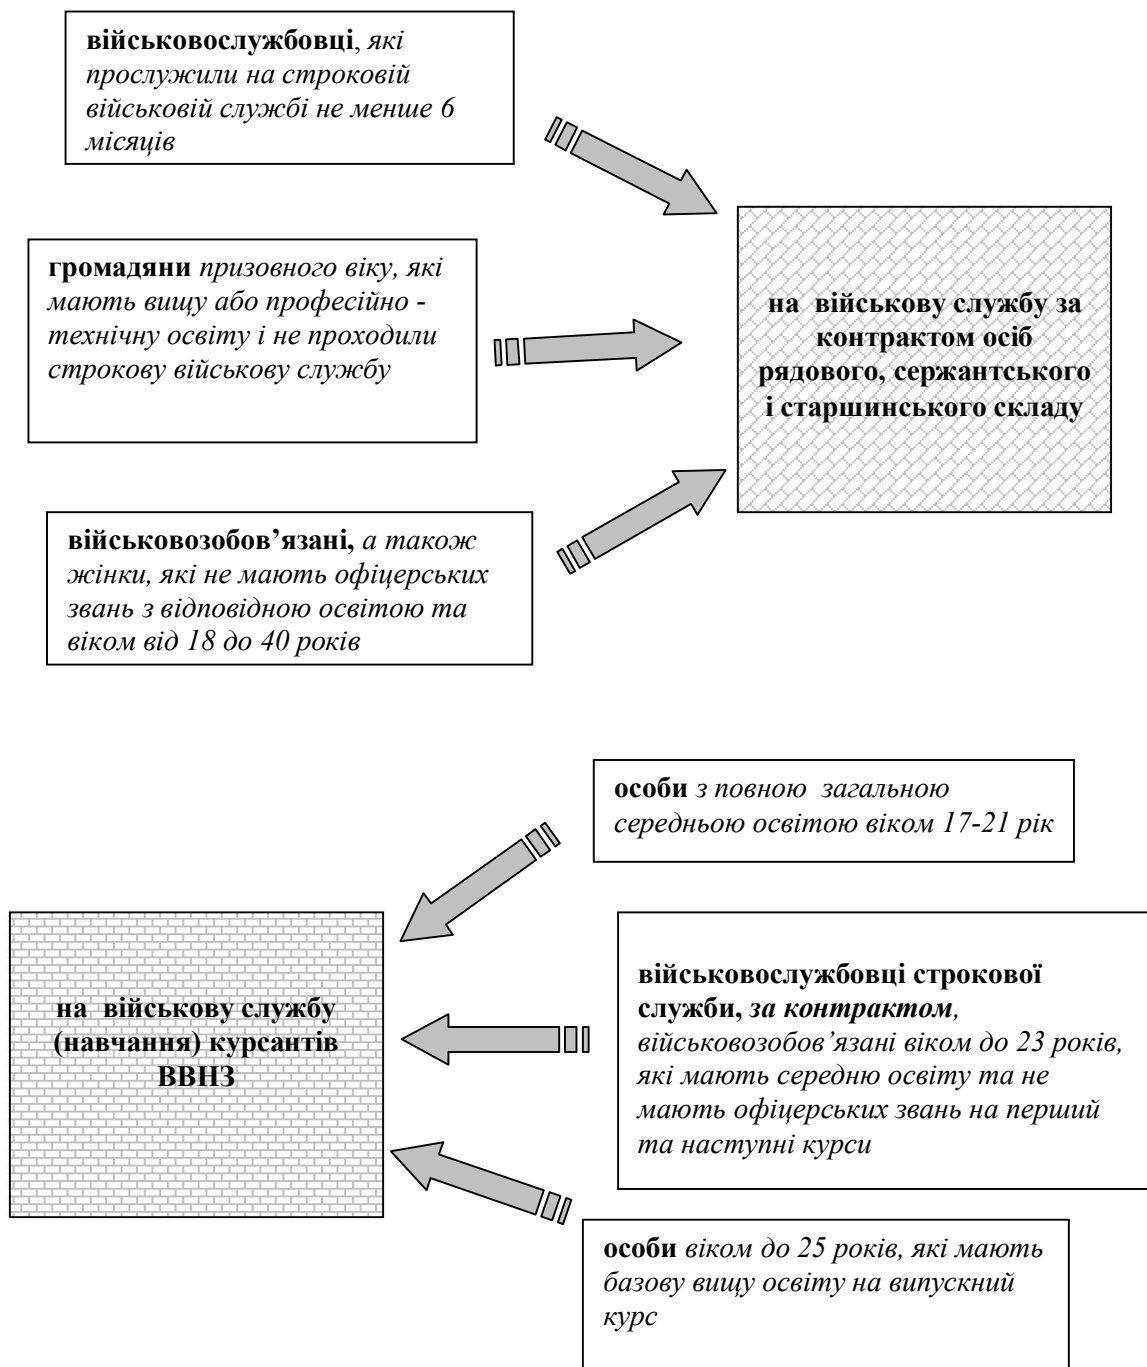 військовослужбовці, які
прослужили на строковій
військовій службі не менше 6
місяців
громадяни призовного віку, які
мають вищу або професійно -
технічну освіту і не проходили
строкову військову службу
військовозобов’язані, а також
жінки, які не мають офіцерських
звань з відповідною освітою та
віком від 18 до 40 років
на військову службу за
контрактом осіб
рядового, сержантського
і старшинського складу
особи з повною загальною
середньою освітою віком 17-21 рік
військовослужбовці строкової
служби, за контрактом,
військовозобов’язані віком до 23 років,
які мають середню освіту та не
мають офіцерських звань на перший
та наступні курси
особи віком до 25 років, які мають
базову вищу освіту на випускний
курс
на військову службу
(навчання) курсантів
ВВНЗ